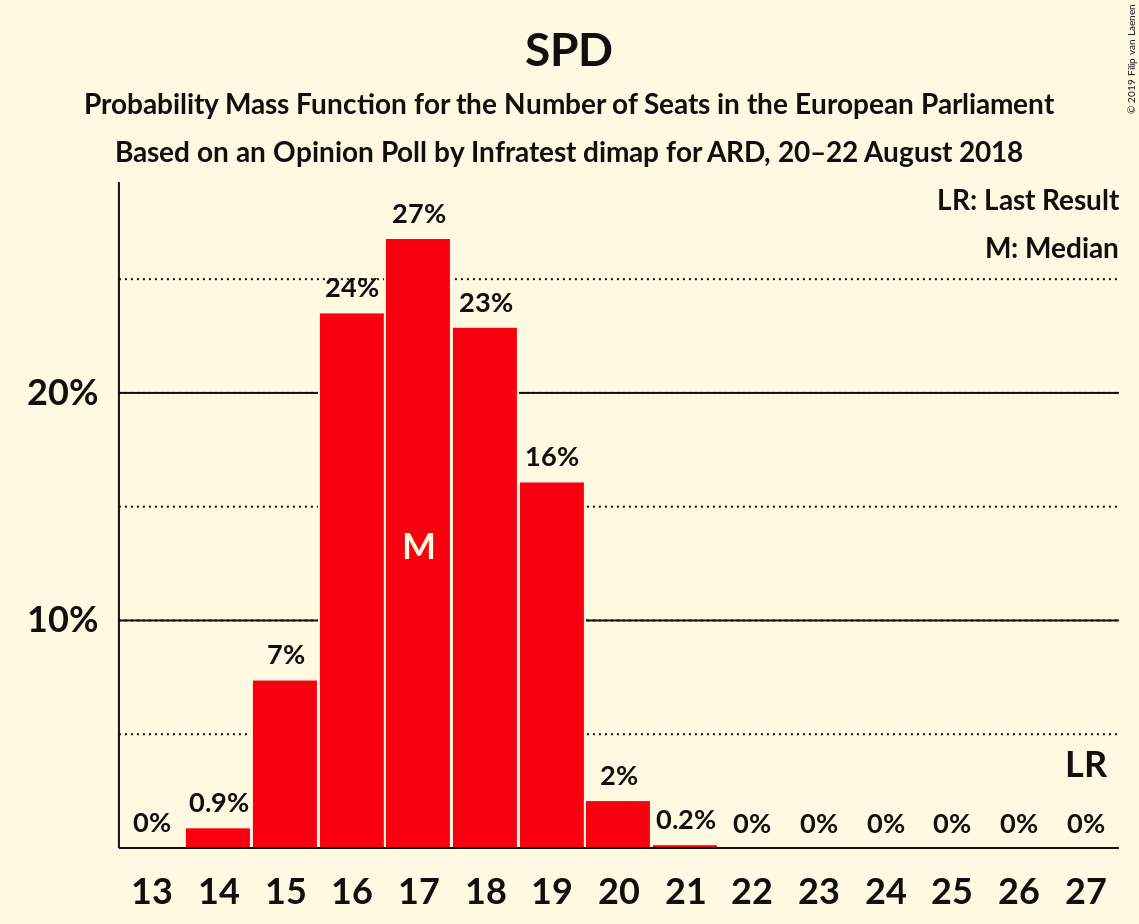 SPD
Probability Mass Function for the Number of Seats in the European Parliament
Based on an Opinion Poll by Infratest dimap for ARD, 20–22 August 2018
© 2019 Filip van Laenen
LR: Last Result
M: Median
27%
24%
23%
20%
16%
M
10%
7%
LR
2%
0.9%
0.2%
0%
0%
0%
0%
0%
0%
0%
13 14 15 16 17 18 19 20 21 22 23 24 25 26 27